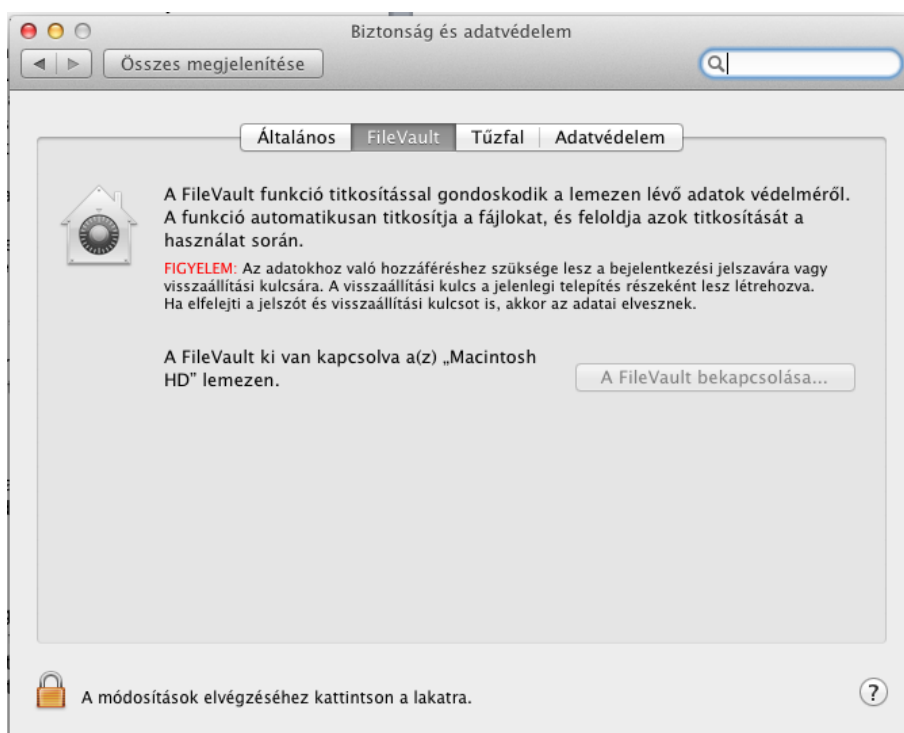 Biztonság és adatvédelem
Összes megjelenítése
Általános FileVault Tűzfal Adatvédelem
A FileVault funkció titkosítással gondoskodik a lemezen lévő adatok védelméről.
A funkció automatikusan titkosítja a fájlokat, és feloldja azok titkosítását a
használat során.
FIGYELEM: Az adatokhoz való hozzáféréshez szüksége lesz a bejelentkezési jelszavára vagy
visszaállítási kulcsára. A visszaállítási kulcs a jelenlegi telepítés részeként lesz létrehozva.
Ha elfelejti a jelszót és visszaállítási kulcsot is, akkor az adatai elvesznek.
A FileVault ki van kapcsolva a(z) „Macintosh
HD” lemezen.
A FileVault bekapcsolása...
A módosítások elvégzéséhez kattintson a lakatra.
?